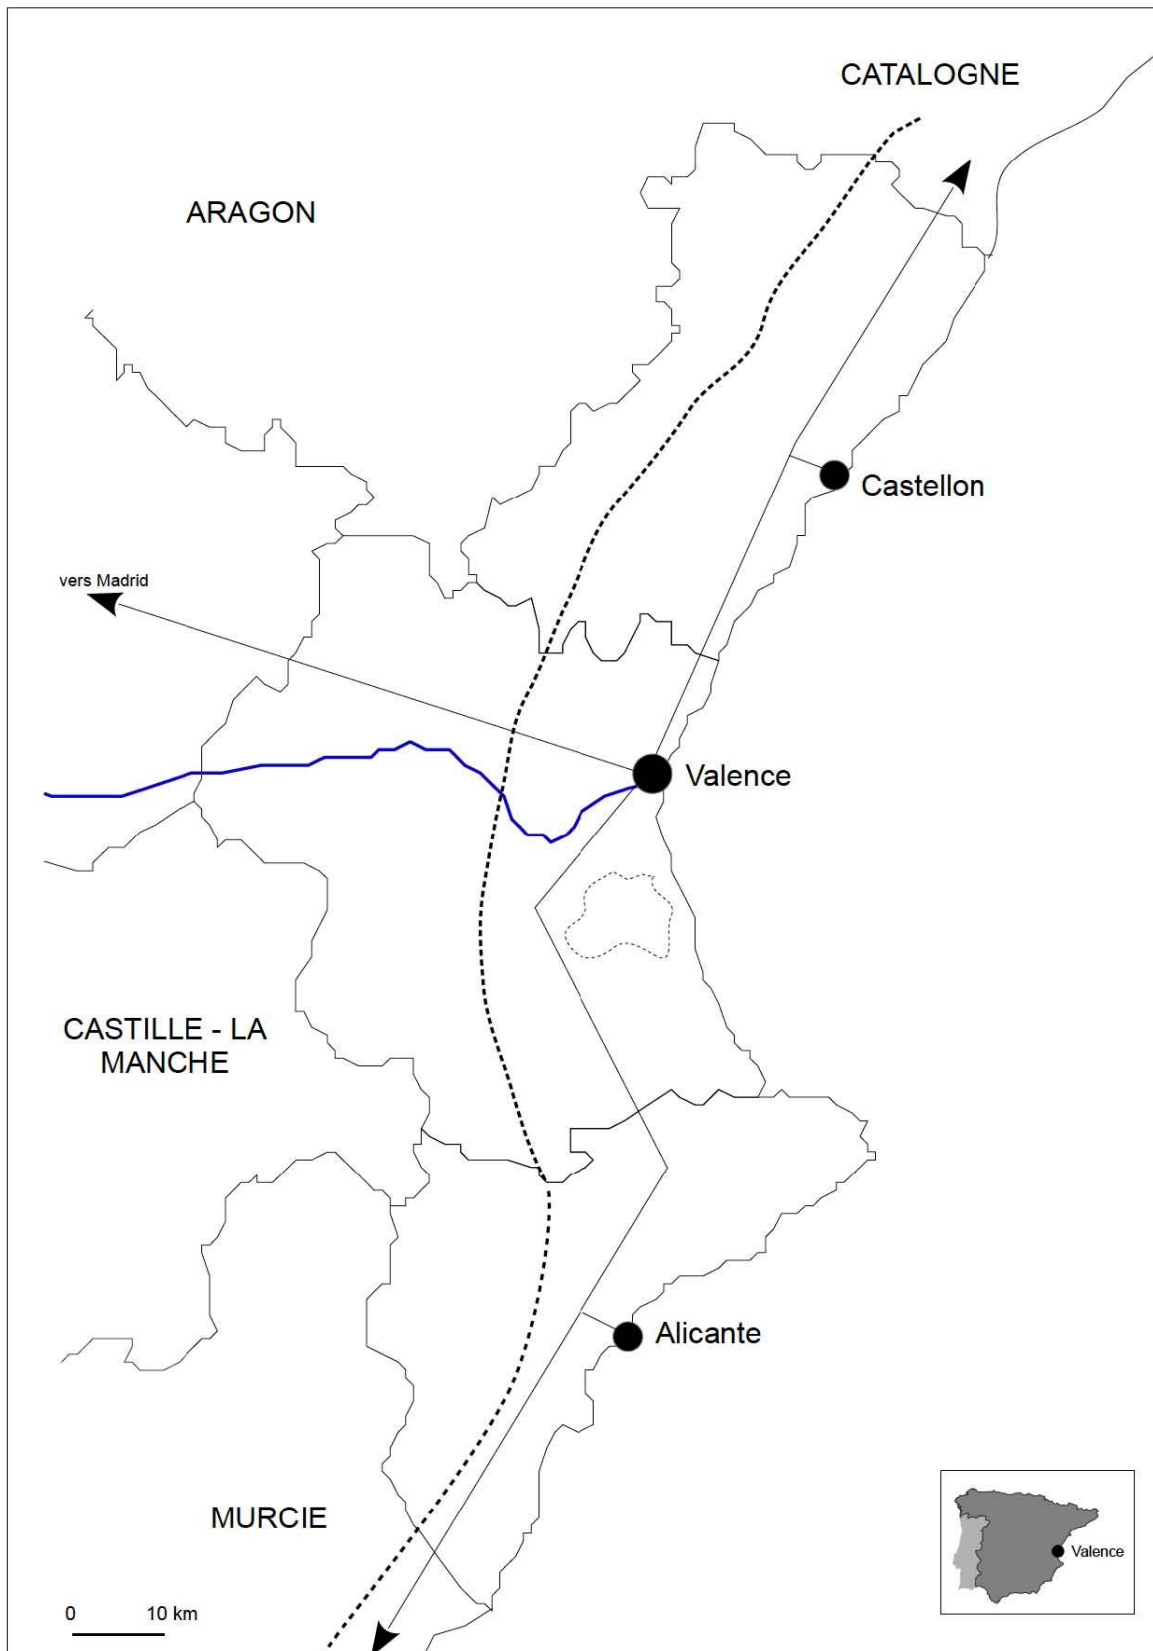 CATALOGNE
ARAGON
Castellon
vers Madrid
Valence
CASTILLE - LA
MANCHE
Alicante
MURCIE
Valence
0 10 km